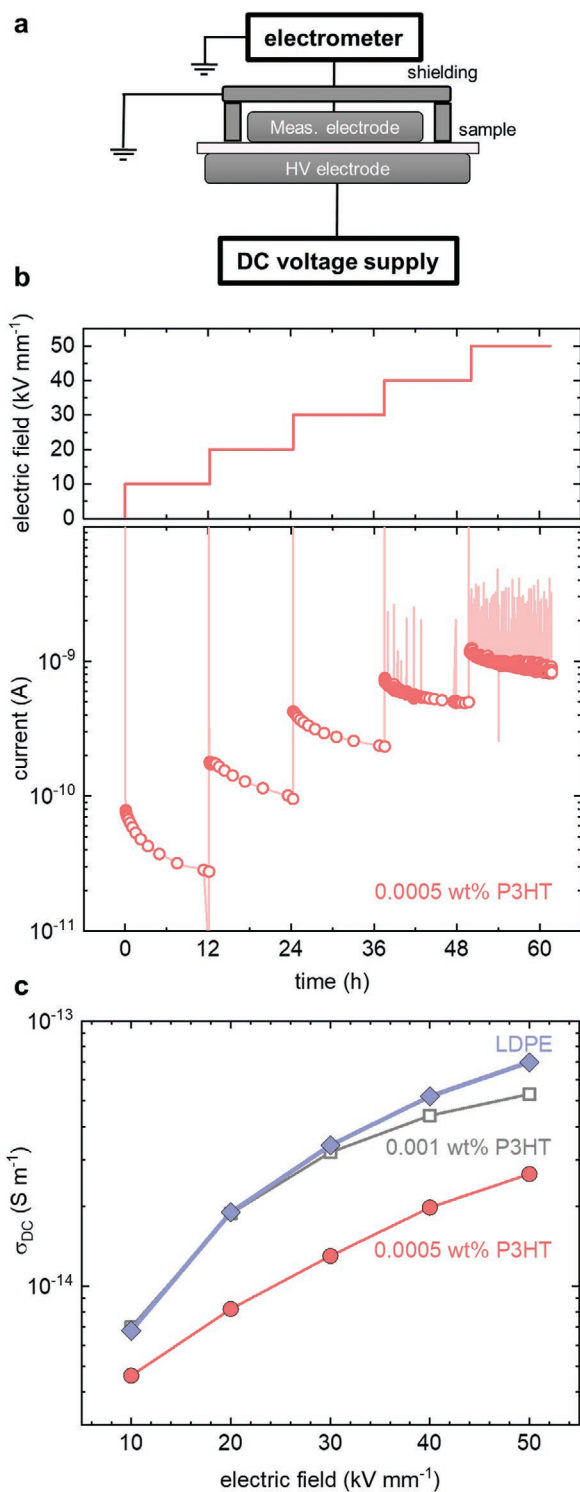 a
electrometer
shielding
Meas. electrode
sample
HV electrode
DC voltage supply
b
electric field (kV mm⁻¹)
50
40
30
20
10
0
current (A)
10⁻⁹
10⁻¹⁰
10⁻¹¹
0.0005 wt% P3HT
0 12 24 36 48 60
time (h)
c
σDC (S m⁻¹)
10⁻¹³
10⁻¹⁴
LDPE
0.001 wt% P3HT
0.0005 wt% P3HT
10 20 30 40 50
electric field (kV mm⁻¹)